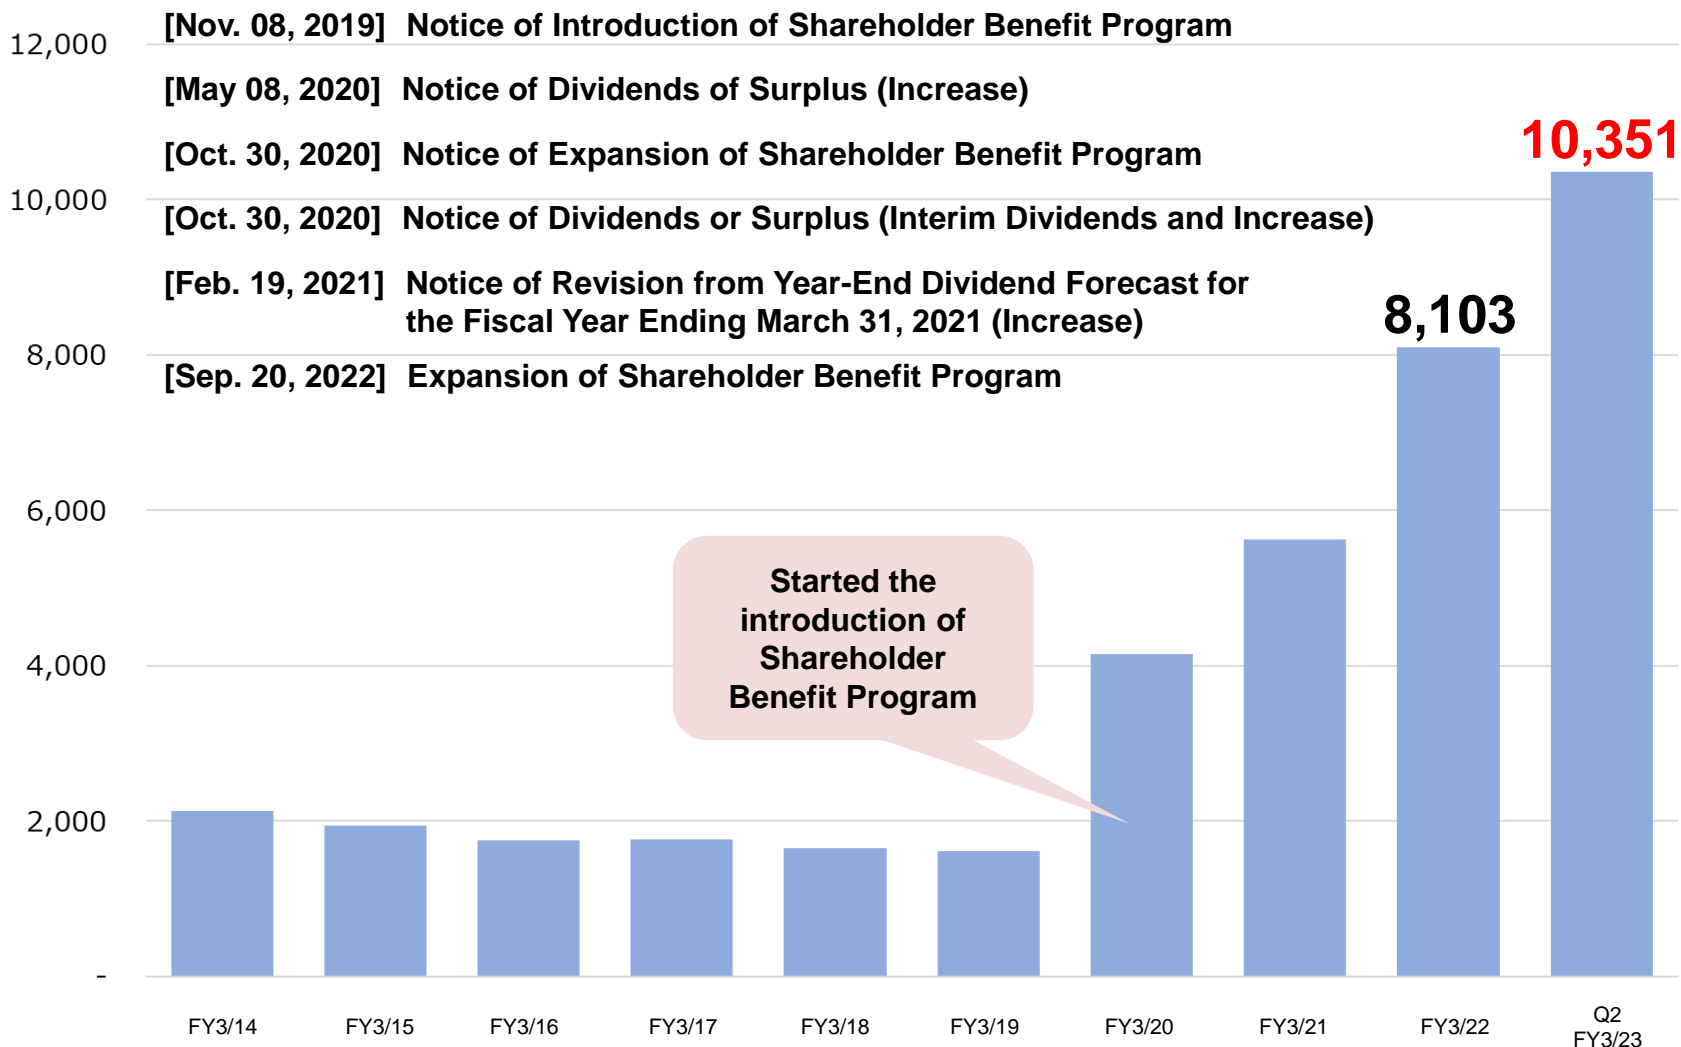 [Nov. 08, 2019] Notice of Introduction of Shareholder Benefit Program
[May 08, 2020] Notice of Dividends of Surplus (Increase)
[Oct. 30, 2020] Notice of Expansion of Shareholder Benefit Program
[Oct. 30, 2020] Notice of Dividends or Surplus (Interim Dividends and Increase)
[Feb. 19, 2021] Notice of Revision from Year-End Dividend Forecast for
the Fiscal Year Ending March 31, 2021 (Increase)
[Sep. 20, 2022] Expansion of Shareholder Benefit Program
12,000
10,000
8,000
6,000
4,000
2,000
-
10,351
8,103
Started the
introduction of
Shareholder
Benefit Program
FY3/14
FY3/15
FY3/16
FY3/17
FY3/18
FY3/19
FY3/20
FY3/21
FY3/22
Q2
FY3/23